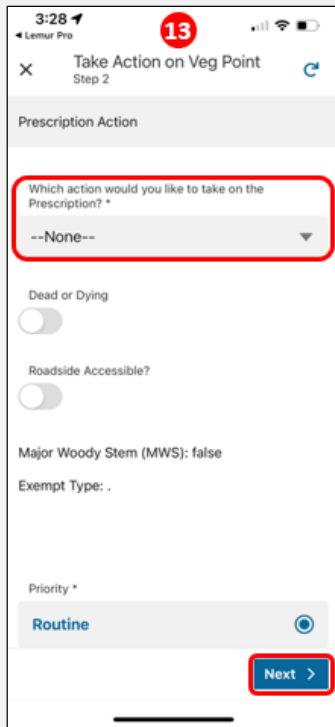 3:28
13
◀ Lemur Pro
Take Action on Veg Point
Step 2
Prescription Action
Which action would you like to take on the
Prescription? *
--None--
Dead or Dying
Roadside Accessible?
Major Woody Stem (MWS): false
Exempt Type: .
Priority *
Routine
Next >